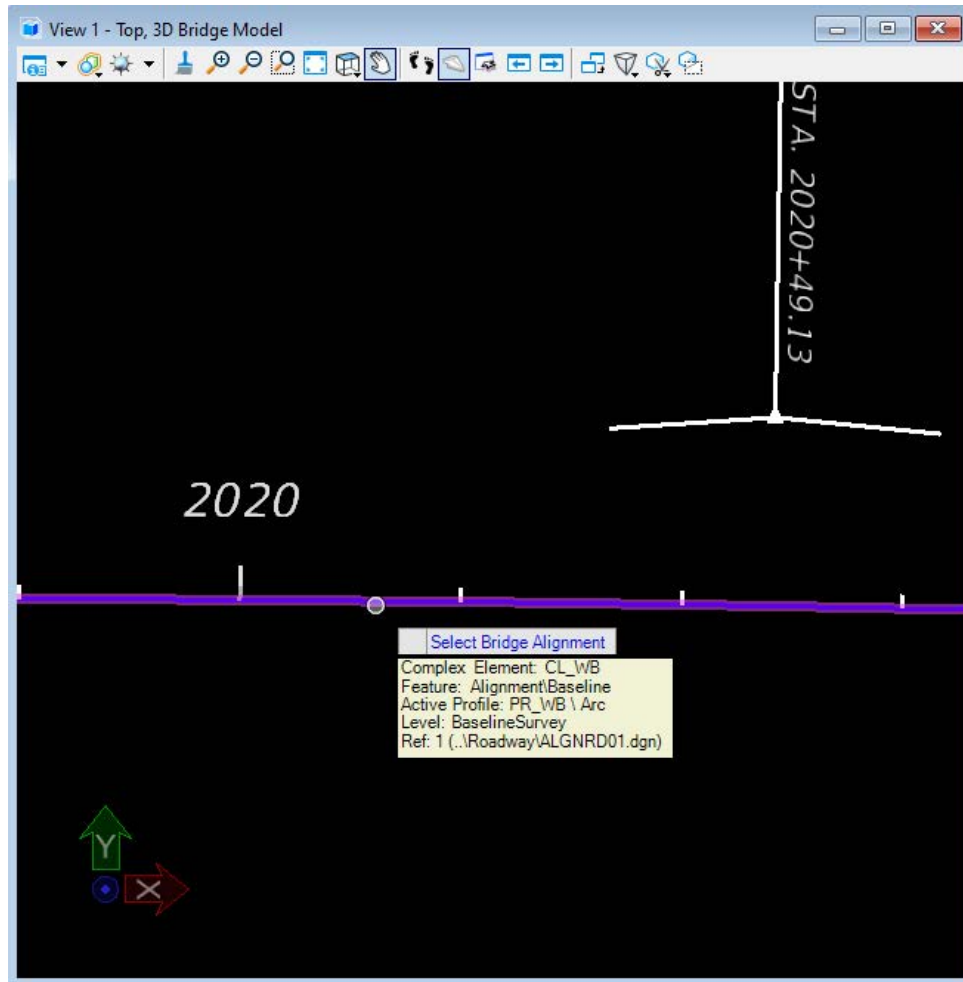 View 1 - Top, 3D Bridge Model
STA. 2020+49.13
2020
Select Bridge Alignment
Complex Element: CL_WB
Feature: Alignment\Baseline
Active Profile: PR_WB \ Arc
Level: BaselineSurvey
Ref: 1 (..\Roadway\ALGNRD01.dgn)
Y
X